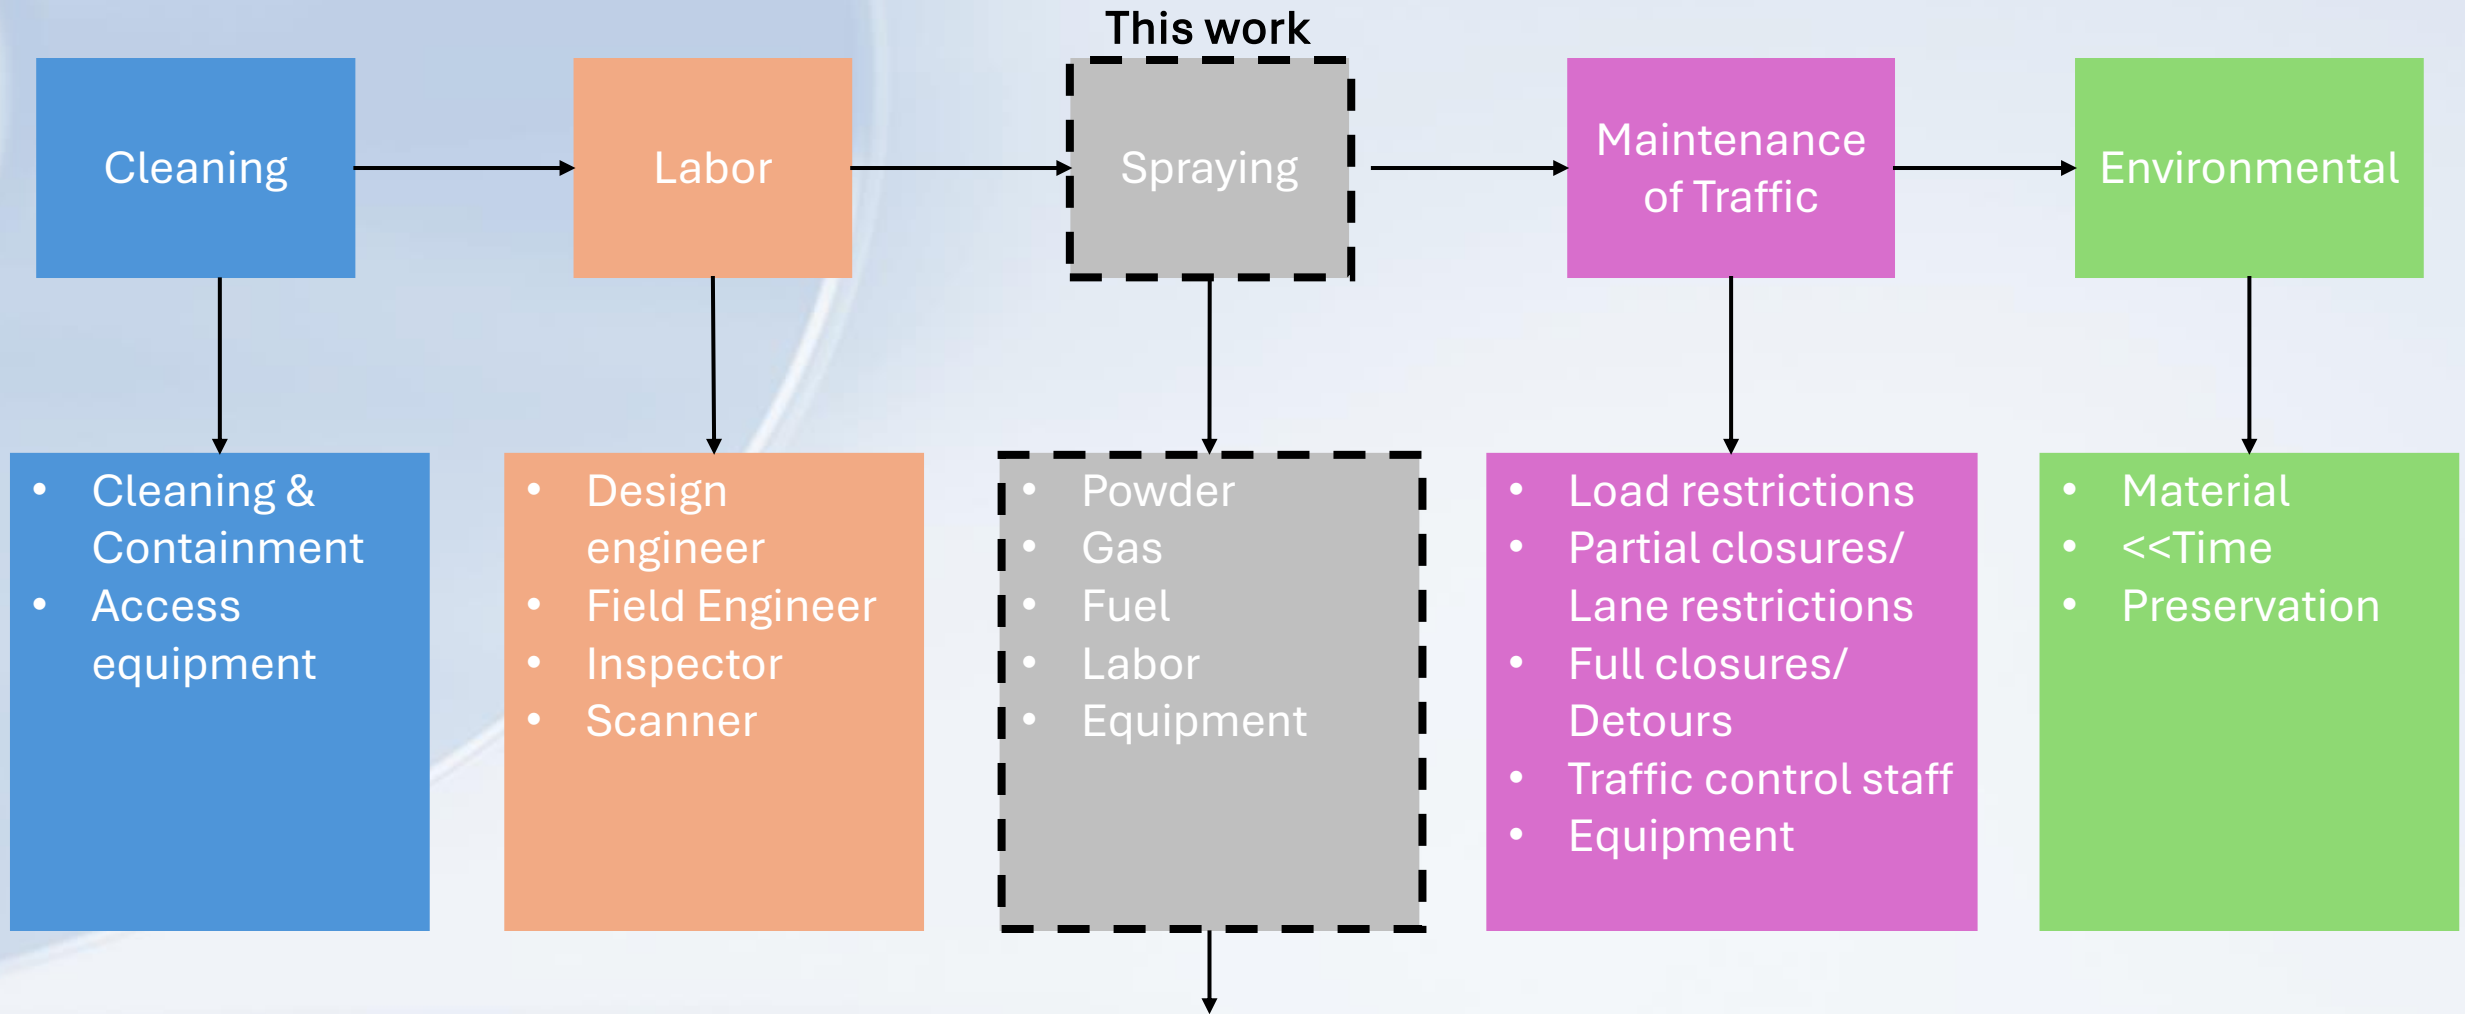 This work
Cleaning
Labor
Spraying
Maintenance
of Traffic
Environmental
• Cleaning &
Containment
• Access
equipment
• Design
engineer
• Field Engineer
• Inspector
• Scanner
• Powder
• Gas
• Fuel
• Labor
• Equipment
• Load restrictions
• Partial closures/
Lane restrictions
• Full closures/
Detours
• Traffic control staff
• Equipment
• Material
• <<Time
• Preservation